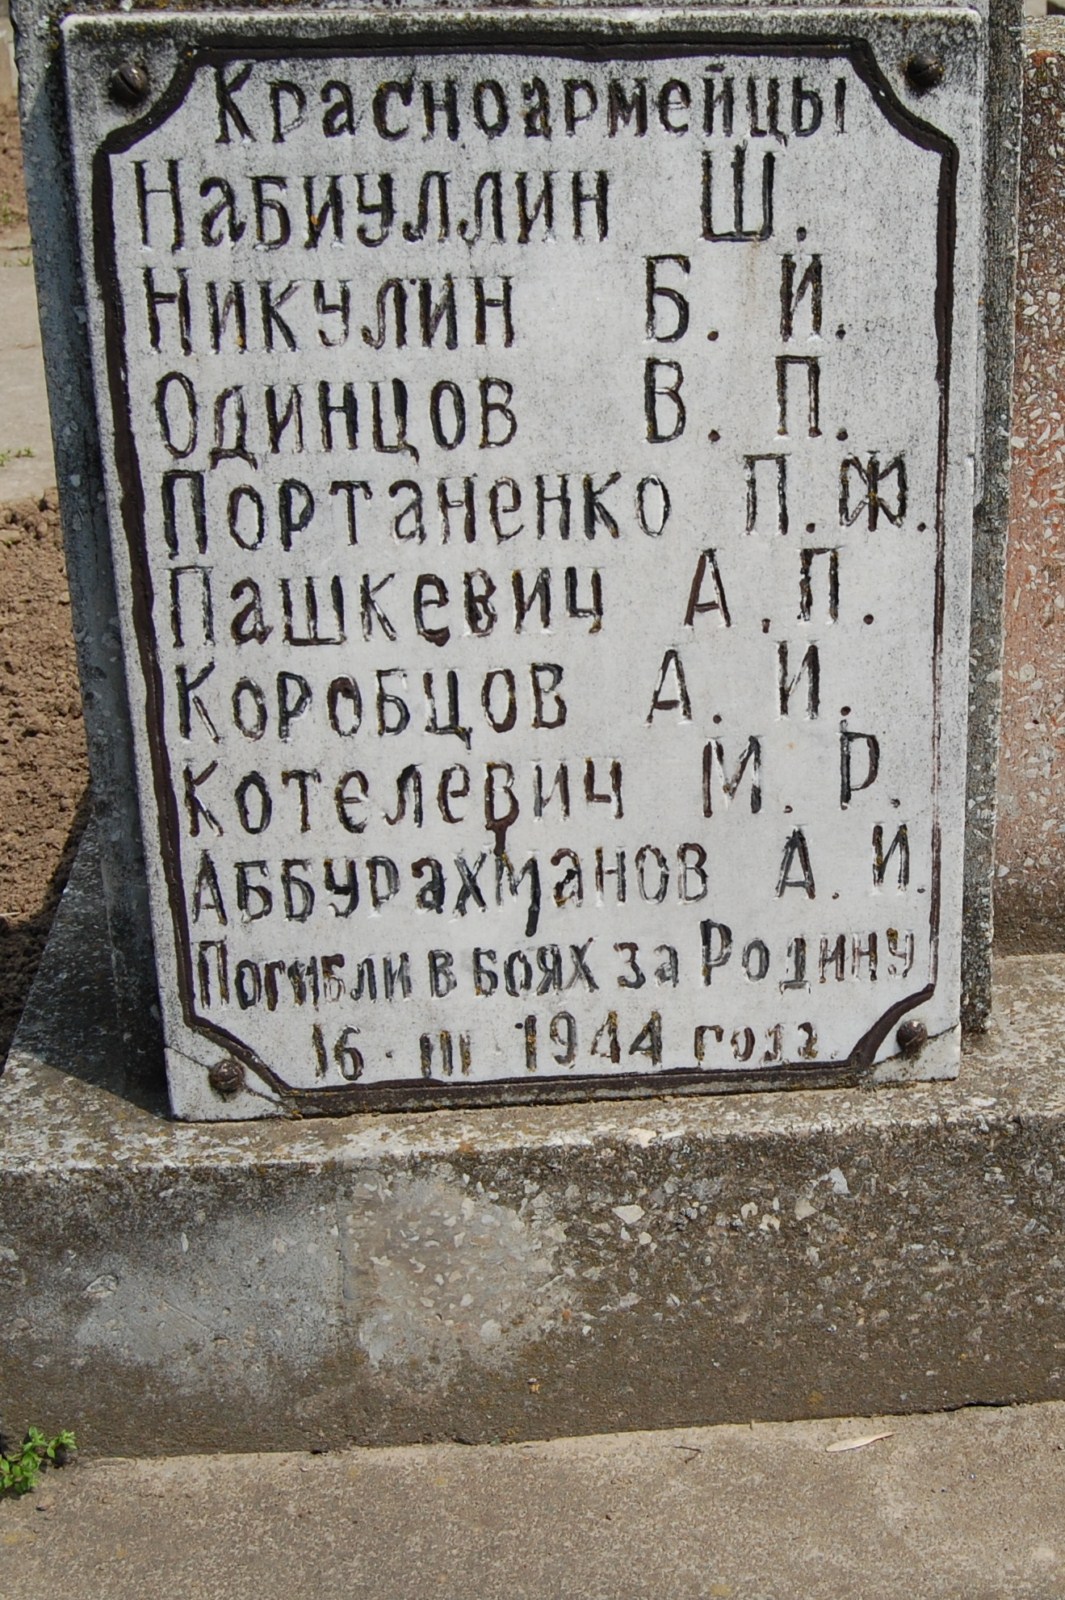 Красноармейцы
Набиуллин Ш.
Никулин Б. И.
Одинцов В. П.
Портаненко П. Ф.
Пашкевич А. П.
Коробцов А. И.
Котелевич М. Р.
Аббурахманов А. И.
Погибли в боях за Родину
16 · III 1944 года